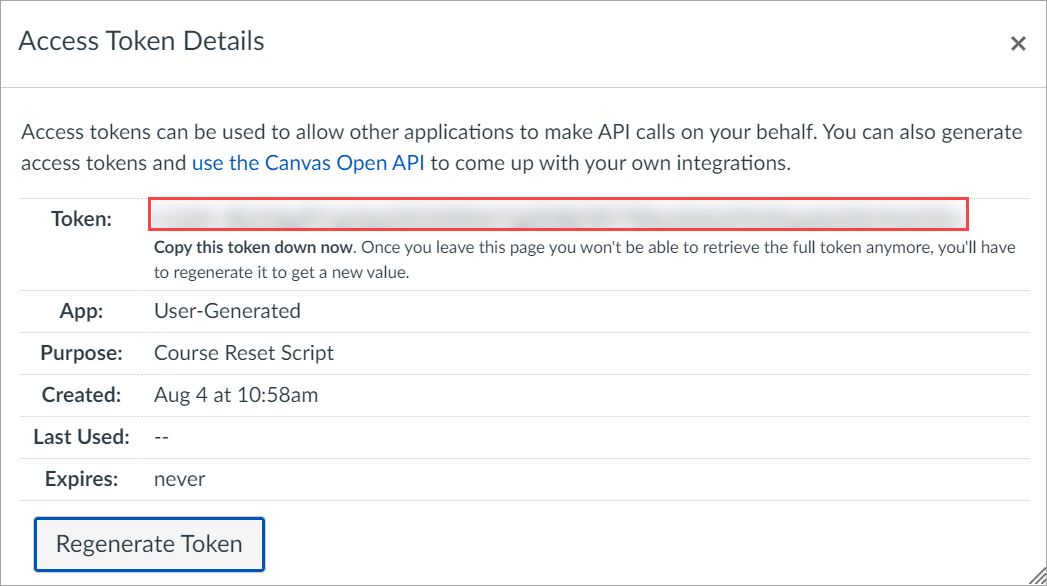 Access Token Details
Access tokens can be used to allow other applications to make API calls on your behalf. You can also generate
access tokens and use the Canvas Open API to come up with your own integrations.
Token:
Copy this token down now. Once you leave this page you won't be able to retrieve the full token anymore, you'll have
to regenerate it to get a new value.
App: User-Generated
Purpose: Course Reset Script
Created: Aug 4 at 10:58am
Last Used: --
Expires: never
Regenerate Token